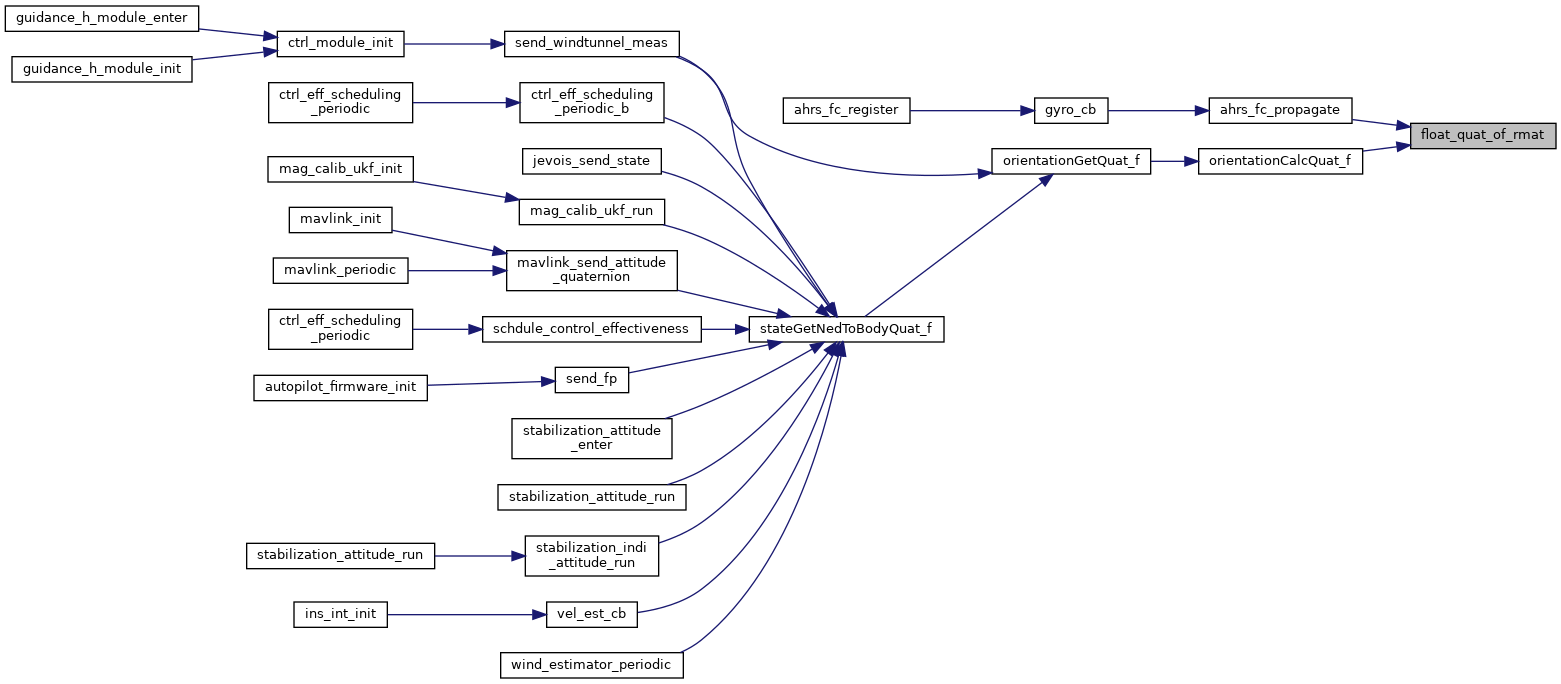 guidance_h_module_enter
guidance_h_module_init
ctrl_module_init
send_windtunnel_meas
ctrl_eff_scheduling
_periodic
ctrl_eff_scheduling
_periodic_b
jevois_send_state
mag_calib_ukf_init
mag_calib_ukf_run
mavlink_init
mavlink_periodic
mavlink_send_attitude
_quaternion
ctrl_eff_scheduling
_periodic
schdule_control_effectiveness
autopilot_firmware_init
send_fp
stabilization_attitude
_enter
stabilization_attitude_run
stabilization_attitude_run
stabilization_indi
_attitude_run
ins_int_init
vel_est_cb
wind_estimator_periodic
stateGetNedToBodyQuat_f
ahrs_fc_register
gyro_cb
ahrs_fc_propagate
orientationGetQuat_f
orientationCalcQuat_f
float_quat_of_rmat